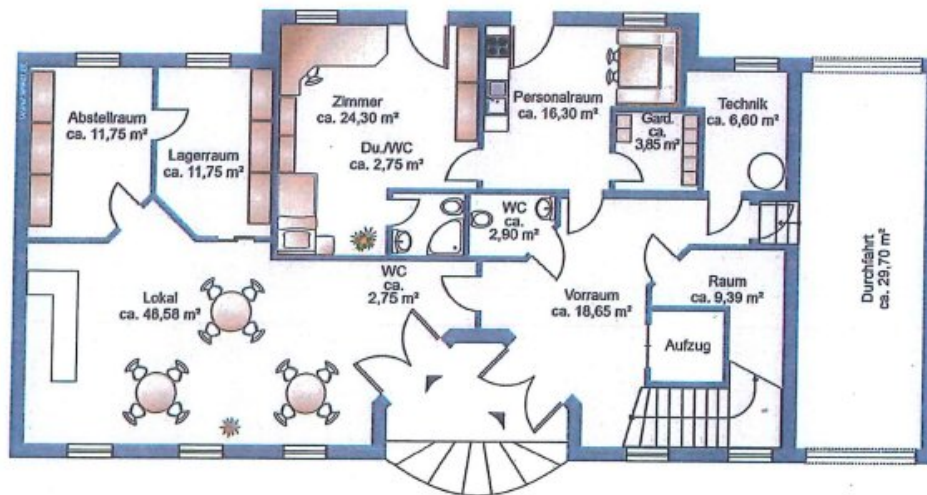 Abstellraum
ca. 11,75 m²
Lagerraum
ca. 11,75 m²
Zimmer
ca. 24,30 m²
Du./WC
ca. 2,75 m²
Personalraum
ca. 16,30 m²
Gard.
ca.
3,85 m²
Technik
ca. 6,60 m²
WC
ca.
2,90 m²
Lokal
ca. 48,58 m²
WC
ca.
2,75 m²
Vorraum
ca. 18,65 m²
Raum
ca. 9,39 m²
Aufzug
Durchfahrt
ca. 29,70 m²